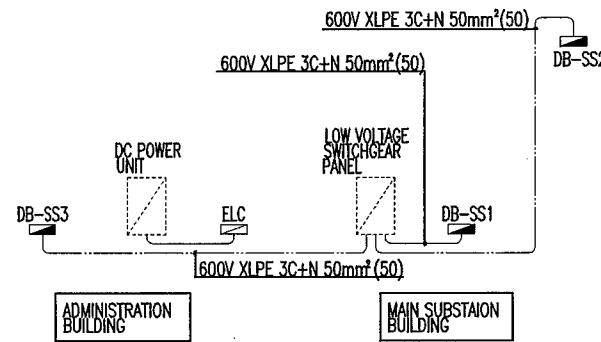 600V XLPE 3C+N 50mm²(50)
DB-SS2
600V XLPE 3C+N 50mm²(50)
LOW VOLTAGE
SWITCHGEAR
PANEL
DC POWER
UNIT
DB-SS3
ELC
DB-SS1
600V XLPE 3C+N 50mm²(50)
ADMINISTRATION
BUILDING
MAIN SUBSTAION
BUILDING